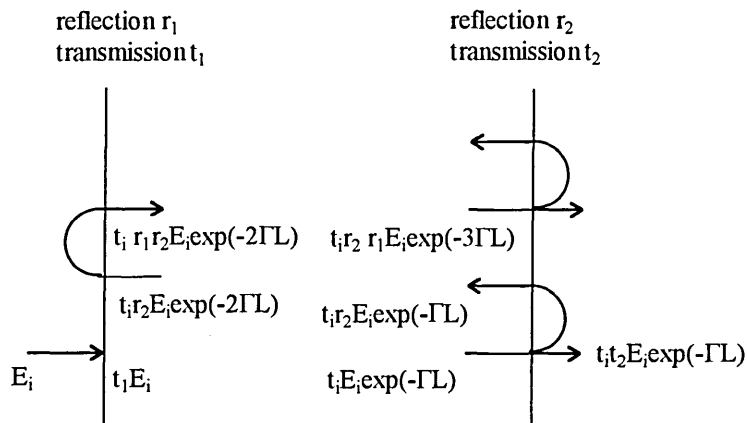 reflection r₁
transmission t₁
reflection r₂
transmission t₂
tᵢ r₁r₂Eᵢexp(-2ΓL)
tᵢr₂ r₁Eᵢexp(-3ΓL)
tᵢr₂Eᵢexp(-2ΓL)
tᵢr₂Eᵢexp(-ΓL)
Eᵢ
t₁Eᵢ
tᵢEᵢexp(-ΓL)
tᵢt₂Eᵢexp(-ΓL)